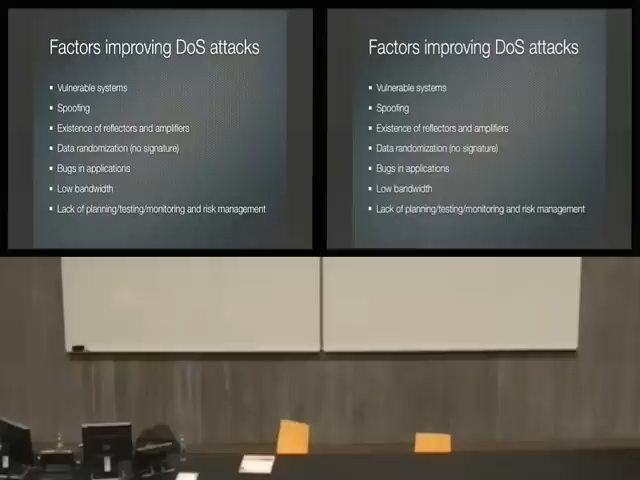 Factors improving DoS attacks
Vulnerable systems
Spoofing
Existence of reflectors and amplifiers
Data randomization (no signature)
Bugs in applications
Low bandwidth
Lack of planning/testing/monitoring and risk management
Factors improving DoS attacks
Vulnerable systems
Spoofing
Existence of reflectors and amplifiers
Data randomization (no signature)
Bugs in applications
Low bandwidth
Lack of planning/testing/monitoring and risk management